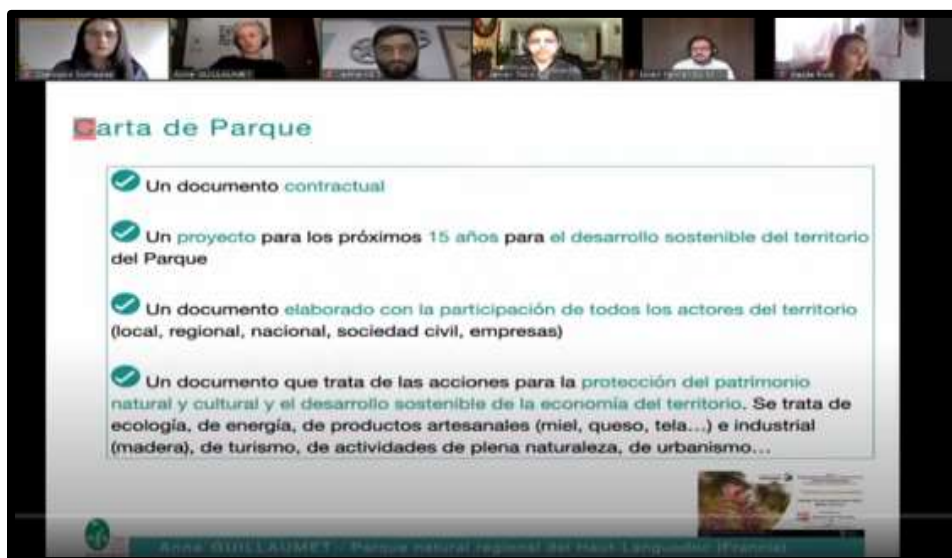 Anne GUILLAUMET
Carta de Parque
Un documento contractual
Un proyecto para los próximos 15 años para el desarrollo sostenible del territorio
del Parque
Un documento elaborado con la participación de todos los actores del territorio
(local, regional, nacional, sociedad civil, empresas)
Un documento que trata de las acciones para la protección del patrimonio
natural y cultural y el desarrollo sostenible de la economía del territorio. Se trata de
ecología, de energía, de productos artesanales (miel, queso, tela...) e industrial
(madera), de turismo, de actividades de plena naturaleza, de urbanismo...
Anne GUILLAUMET - Parque natural regional del Haut-Languedoc (Francia)